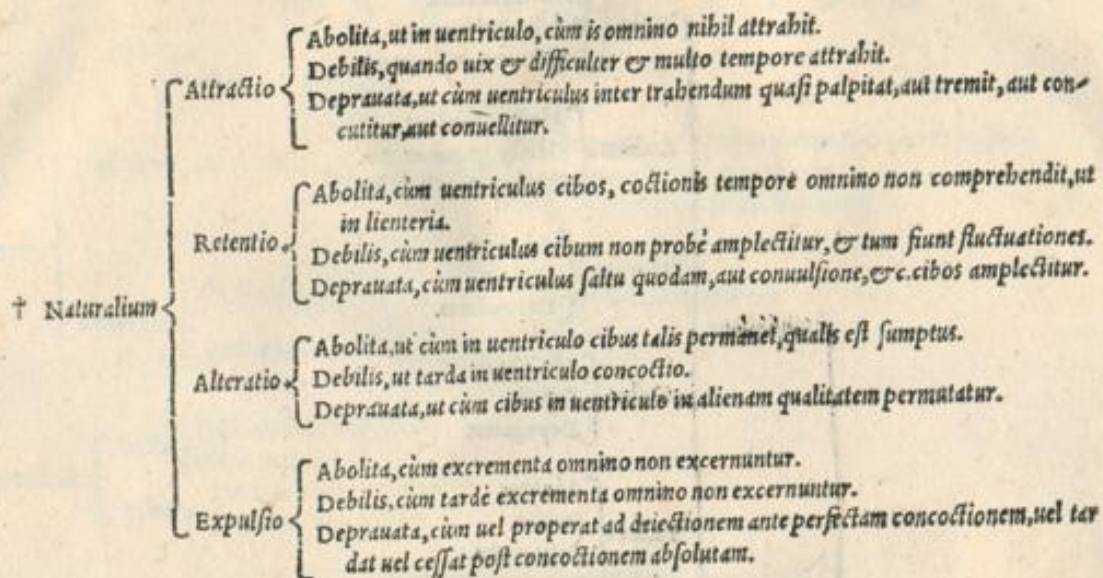 Abolita, ut in uentriculo, cùm is omnino nihil attrahit.
Debilis, quando uix & difficulter & multo tempore attrahit.
Attractio
Deprauata, ut cùm uentriculus inter trahendum quasi palpitat, aut tremit, aut con-
cutitur, aut conuellitur.
Abolita, cùm uentriculus cibos, coctionis tempore omnino non comprehendit, ut
in lienteria.
Retentio
Debilis, cùm uentriculus cibum non probè amplectitur, & tum fiunt fluctuationes.
Deprauata, cùm uentriculus saltu quodam, aut conuulsione, &c. cibos amplectitur.
† Naturalium
Abolita, ut cùm in uentriculo cibus talis permanet, qualis est sumptus.
Alteratio
Debilis, ut tarda in uentriculo concoctio.
Deprauata, ut cùm cibus in uentriculo in alienam qualitatem permutatur.
Abolita, cùm excrementa omnino non excernuntur.
Debilis, cùm tardè excrementa omnino non excernuntur.
Expulsio
Deprauata, cùm uel properat ad deiectionem ante perfectam concoctionem, uel tar
dat uel cessat post concoctionem absolutam.